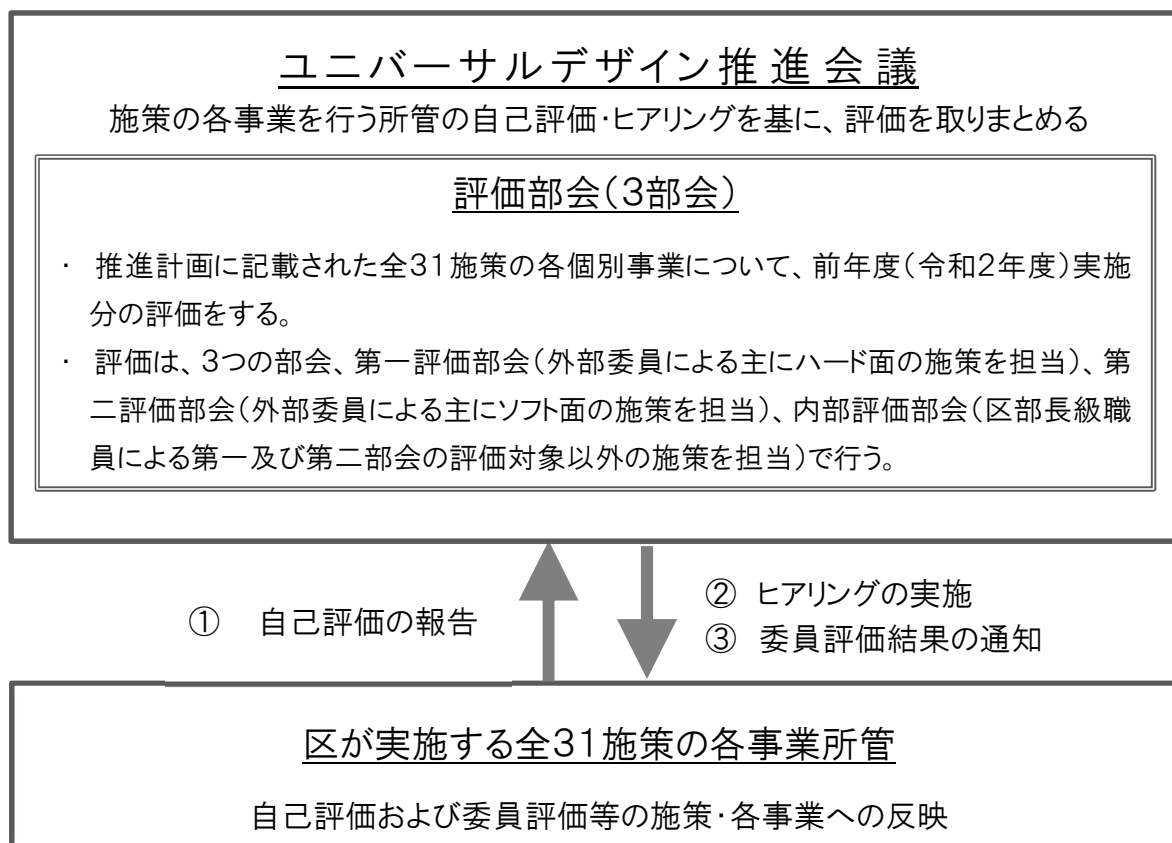 ユニバーサルデザイン推進会議
施策の各事業を行う所管の自己評価・ヒアリングを基に、評価を取りまとめる
評価部会（３部会）
・ 推進計画に記載された全３１施策の各個別事業について、前年度（令和２年度）実施
分の評価をする。
・ 評価は、３つの部会、第一評価部会（外部委員による主にハード面の施策を担当）、第
二評価部会（外部委員による主にソフト面の施策を担当）、内部評価部会（区部長級職
員による第一及び第二部会の評価対象以外の施策を担当）で行う。
① 自己評価の報告
② ヒアリングの実施
③ 委員評価結果の通知
区が実施する全３１施策の各事業所管
自己評価および委員評価等の施策・各事業への反映